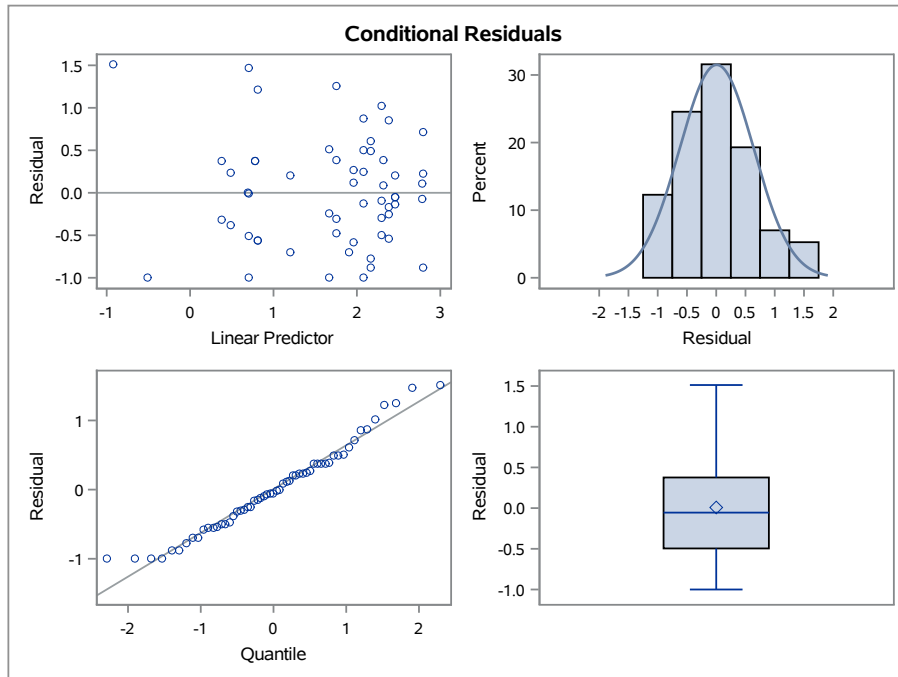 Conditional Residuals
1.5
1.0
0.5
0.0
-0.5
-1.0
Residual
-1 0 1 2 3
Linear Predictor
30
20
10
0
Percent
-2 -1.5 -1 -0.5 0 0.5 1 1.5 2
Residual
1
0
-1
Residual
-2 -1 0 1 2
Quantile
1.5
1.0
0.5
0.0
-0.5
-1.0
Residual